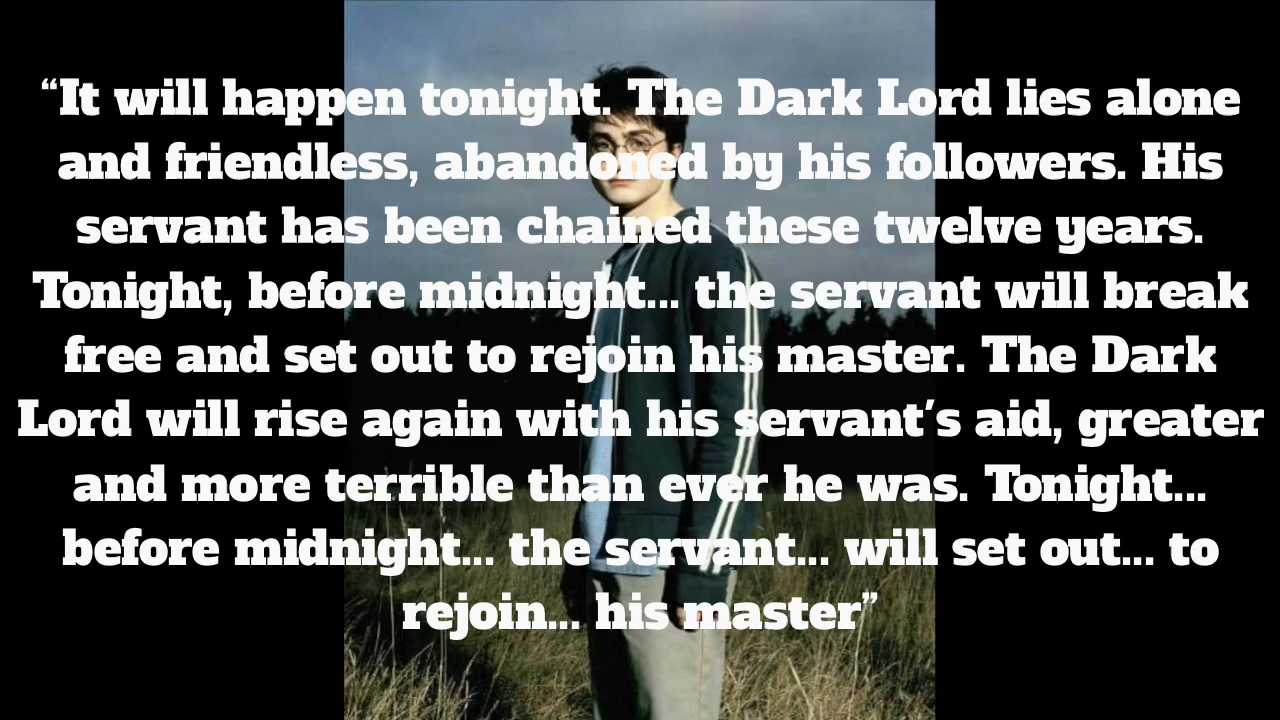 “It will happen tonight. The Dark Lord lies alone
and friendless, abandoned by his followers. His
servant has been chained these twelve years.
Tonight, before midnight... the servant will break
free and set out to rejoin his master. The Dark
Lord will rise again with his servant’s aid, greater
and more terrible than ever he was. Tonight...
before midnight... the servant... will set out... to
rejoin... his master”